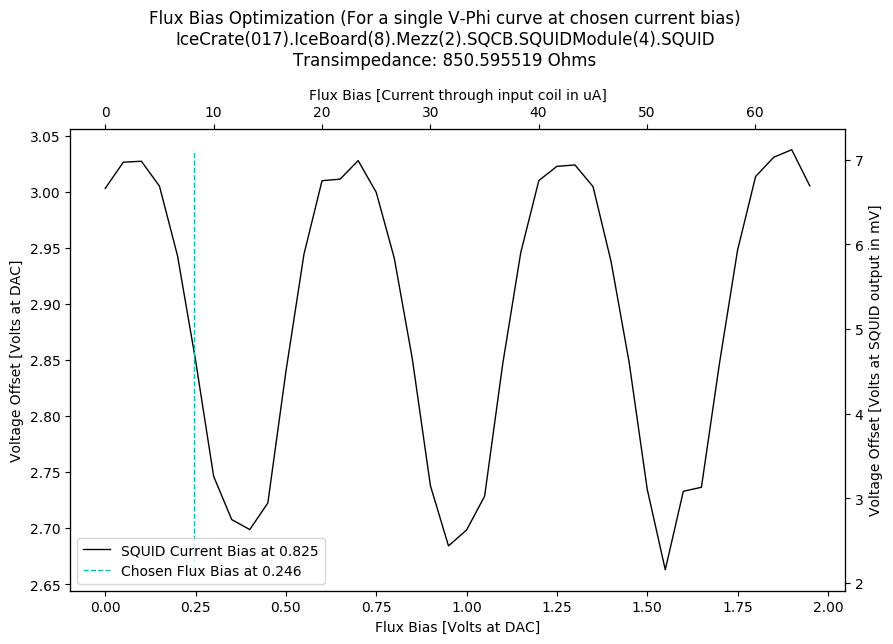 Flux Bias Optimization (For a single V-Phi curve at chosen current bias)
IceCrate(017).IceBoard(8).Mezz(2).SQCB.SQUIDModule(4).SQUID
Transimpedance: 850.595519 Ohms
Flux Bias [Current through input coil in uA]
0 10 20 30 40 50 60
3.05
3.00
2.95
2.90
2.85
2.80
2.75
2.70
2.65
Voltage Offset [Volts at DAC]
7
6
5
4
3
2
Voltage Offset [Volts at SQUID output in mV]
SQUID Current Bias at 0.825
Chosen Flux Bias at 0.246
0.00 0.25 0.50 0.75 1.00 1.25 1.50 1.75 2.00
Flux Bias [Volts at DAC]